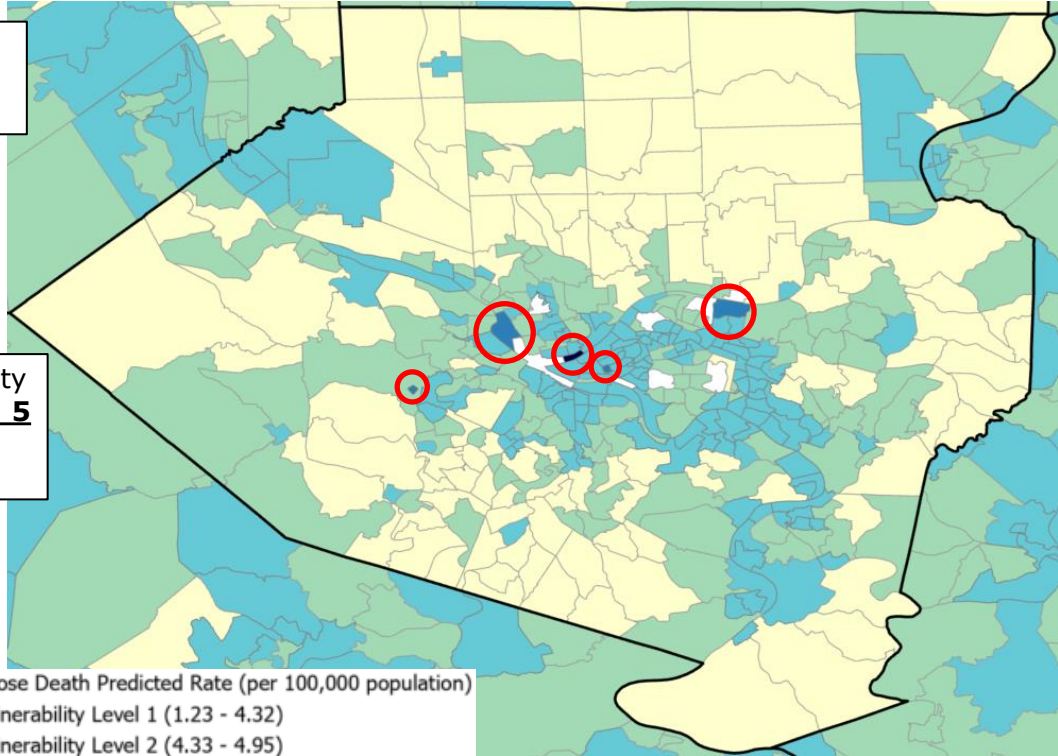 ty
5
ose Death Predicted Rate (per 100,000 population)
nerability Level 1 (1.23 - 4.32)
nerability Level 2 (4.33 - 4.95)